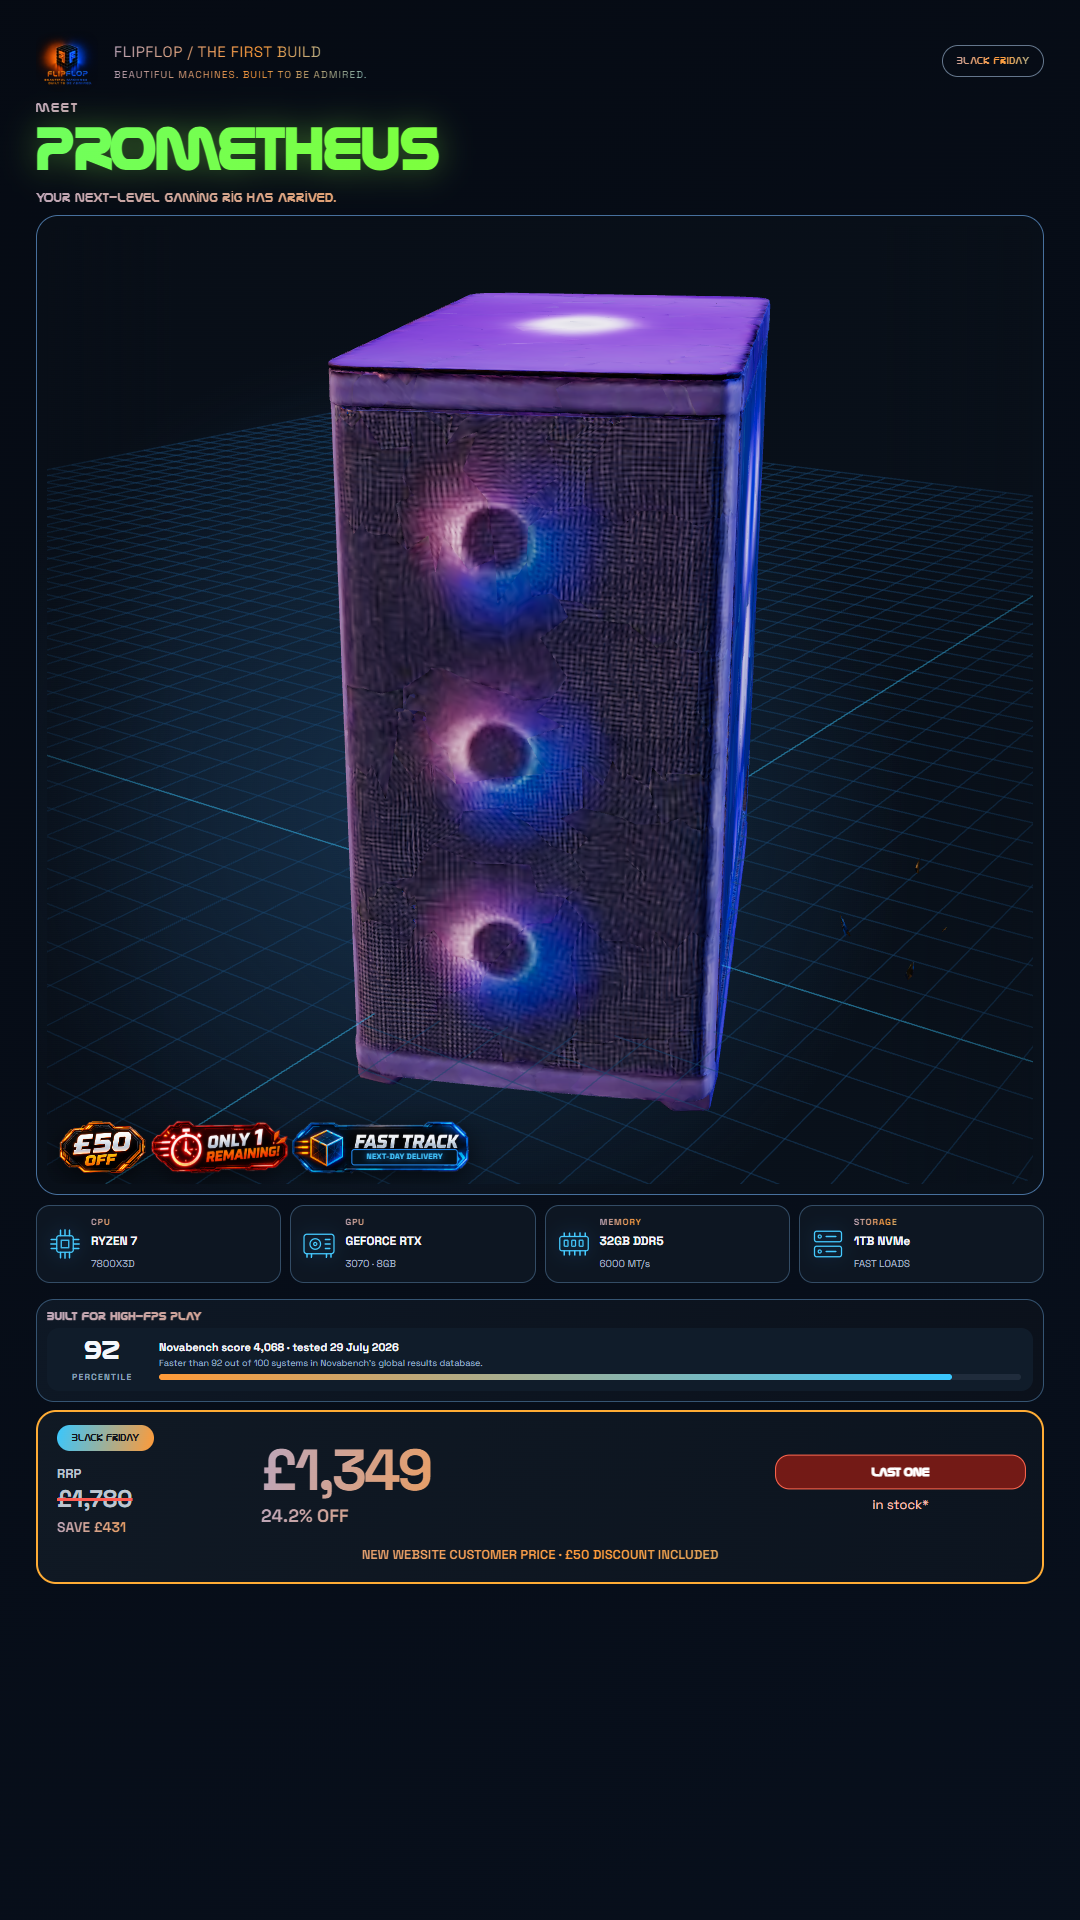 FLIPFLOP
FLIPFLOP / THE FIRST BUILD
BEAUTIFUL MACHINES. BUILT TO BE ADMIRED.
BLACK FRIDAY
MEET
PROMETHEUS
YOUR NEXT-LEVEL GAMING RIG HAS ARRIVED.
£50
OFF
ONLY 1
REMAINING!
FAST TRACK
NEXT-DAY DELIVERY
CPU
RYZEN 7
7800X3D
GPU
GEFORCE RTX
3070 · 8GB
MEMORY
32GB DDR5
6000 MT/s
STORAGE
1TB NVMe
FAST LOADS
BUILT FOR HIGH-FPS PLAY
92
PERCENTILE
Novabench score 4,068 · tested 29 July 2026
Faster than 92 out of 100 systems in Novabench's global results database.
BLACK FRIDAY
RRP
£1,780
SAVE £431
£1,349
24.2% OFF
LAST ONE
in stock*
NEW WEBSITE CUSTOMER PRICE · £50 DISCOUNT INCLUDED